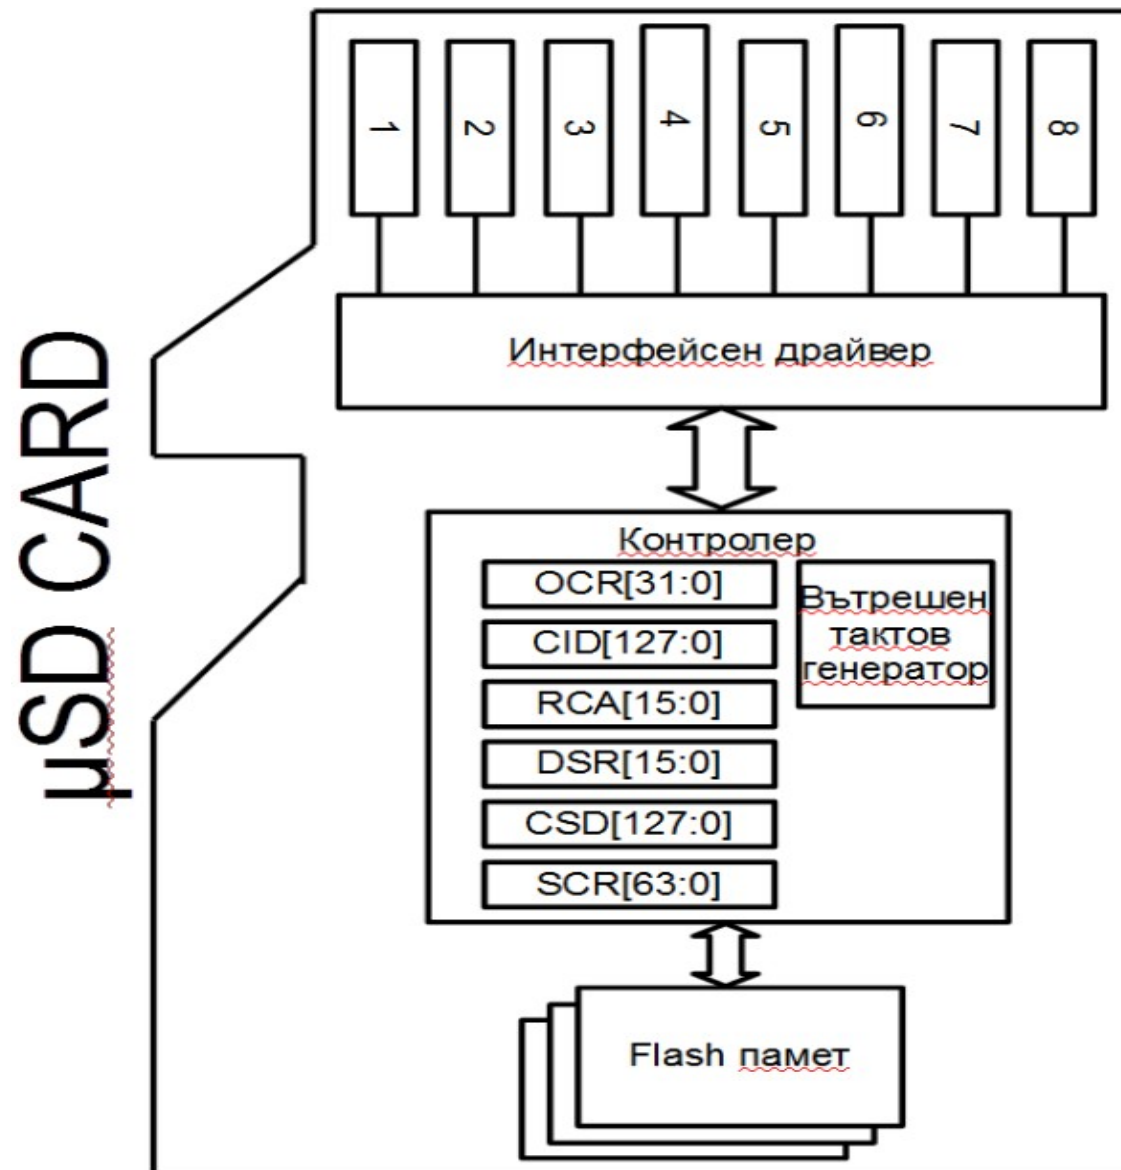 1 2 3 4 5 6 7 8
Интерфейсен драйвер
µSD CARD
Контролер
OCR[31:0]
CID[127:0]
RCA[15:0]
DSR[15:0]
CSD[127:0]
SCR[63:0]
Вътрешен
тактов
генератор
Flash памет